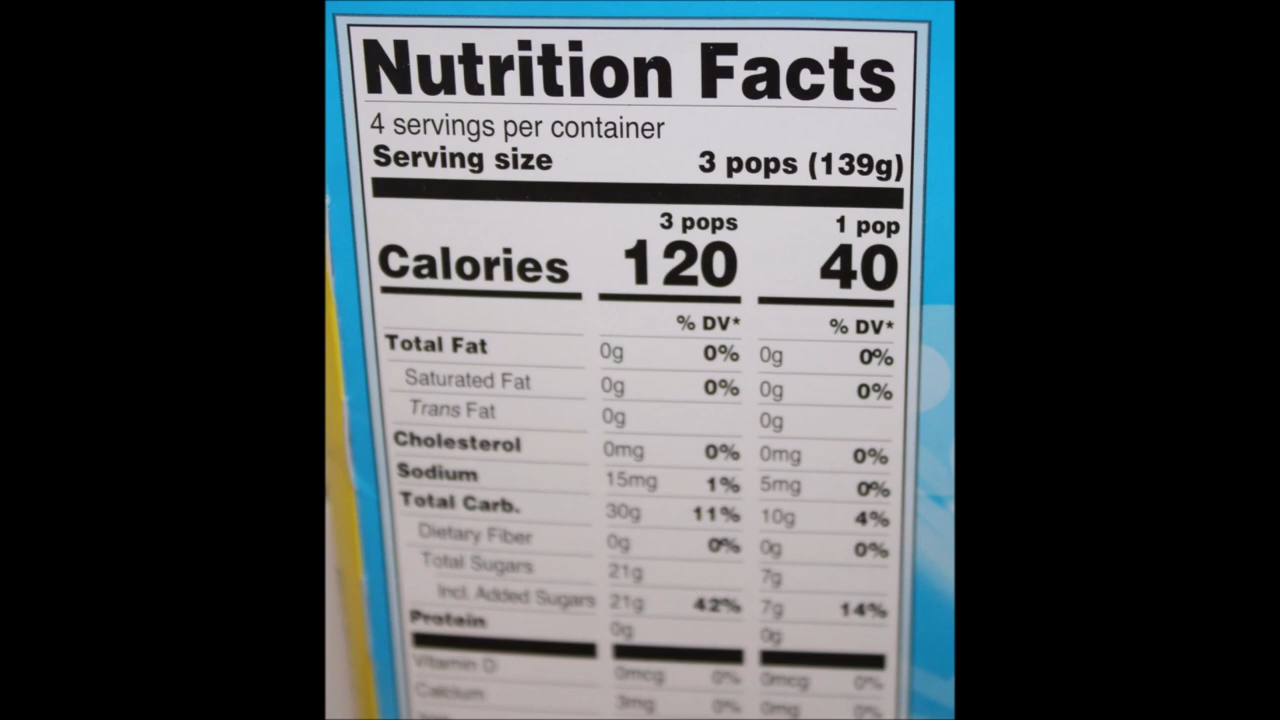 Nutrition Facts
4 servings per container
Serving size 3 pops (139g)
3 pops 1 pop
Calories 120 40
% DV* % DV*
Total Fat 0g 0% 0g 0%
Saturated Fat 0g 0% 0g 0%
Trans Fat 0g 0g
Cholesterol 0mg 0% 0mg 0%
Sodium 15mg 1% 5mg 0%
Total Carb. 30g 11% 10g 4%
Dietary Fiber 0g 0% 0g 0%
Total Sugars 21g 7g
Incl. Added Sugars 21g 42% 7g 14%
Protein 0g 0g
Vitamin D 0mcg 0% 0mcg 0%
Calcium 3mg 0% 0mg 0%